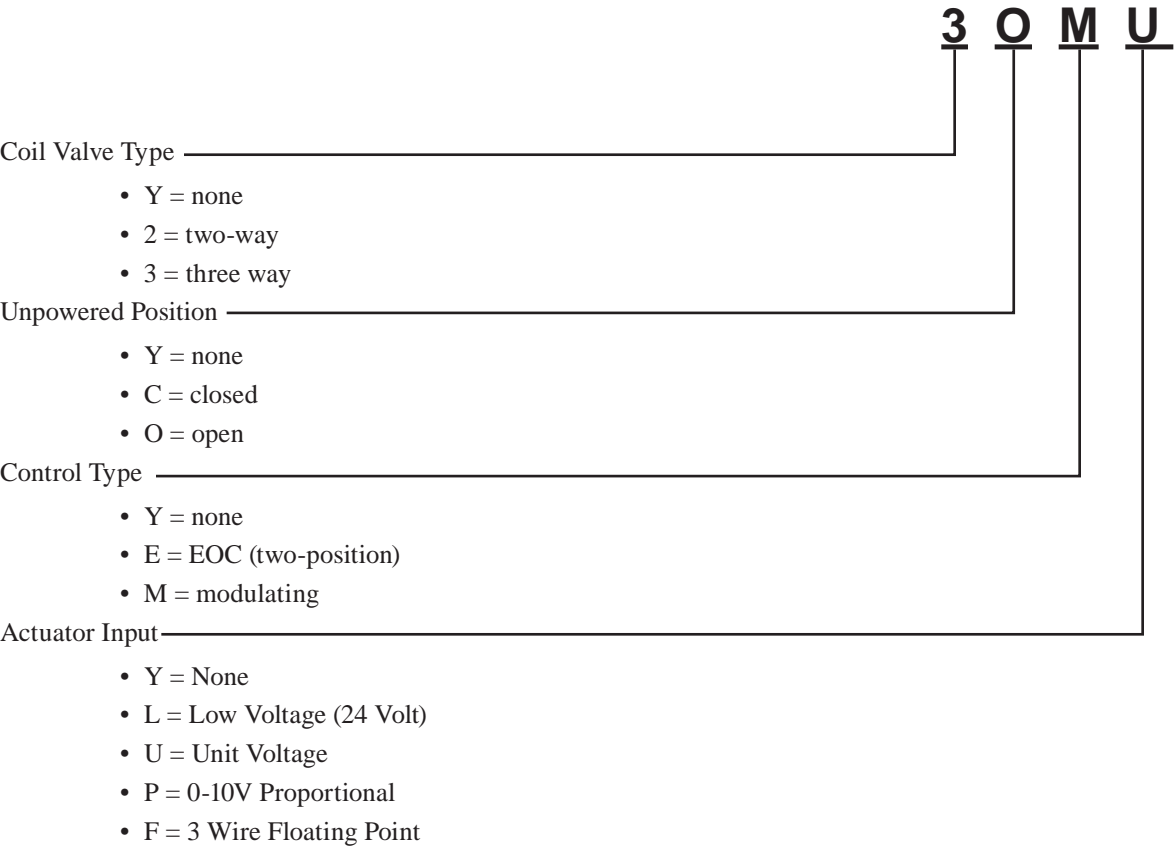 3 O M U
Coil Valve Type
• Y = none
• 2 = two-way
• 3 = three way
Unpowered Position
• Y = none
• C = closed
• O = open
Control Type
• Y = none
• E = EOC (two-position)
• M = modulating
Actuator Input
• Y = None
• L = Low Voltage (24 Volt)
• U = Unit Voltage
• P = 0-10V Proportional
• F = 3 Wire Floating Point